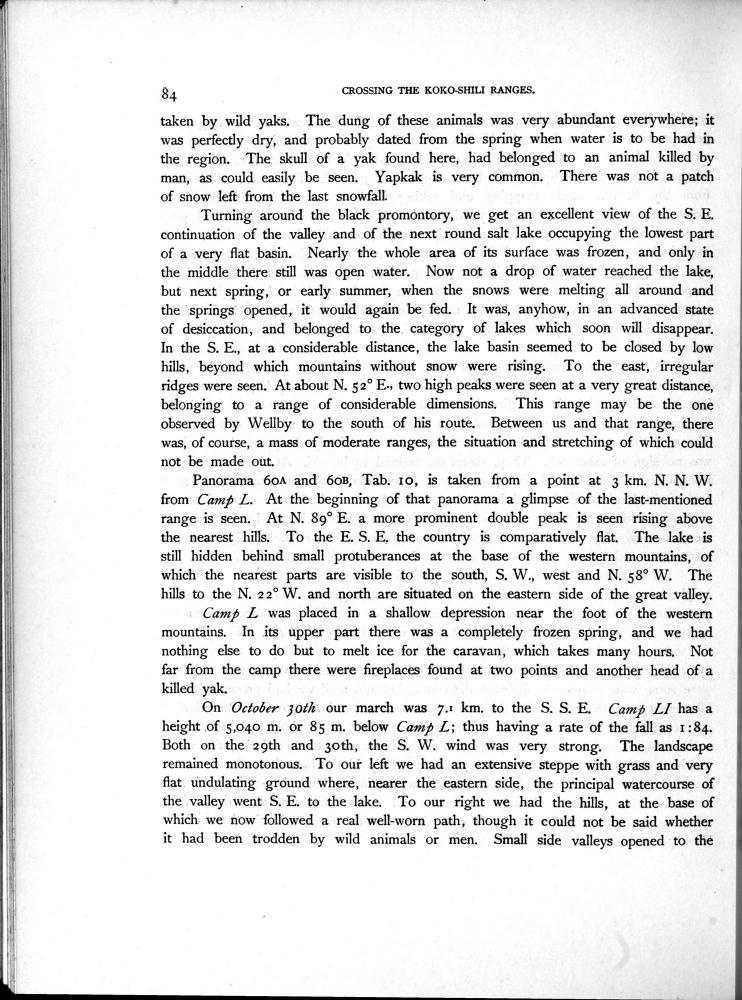 84
CROSSING THE KOKO-SHILI RANGES.
taken by wild yaks. The dung of these animals was very abundant everywhere; it
was perfectly dry, and probably dated from the spring when water is to be had in
the region. The skull of a yak found here, had belonged to an animal killed by
man, as could easily be seen. Yapkak is very common. There was not a patch
of snow left from the last snowfall.
Turning around the black promontory, we get an excellent view of the S. E.
continuation of the valley and of the next round salt lake occupying the lowest part
of a very flat basin. Nearly the whole area of its surface was frozen, and only in
the middle there still was open water. Now not a drop of water reached the lake,
but next spring, or early summer, when the snows were melting all around and
the springs opened, it would again be fed. It was, anyhow, in an advanced state
of desiccation, and belonged to the category of lakes which soon will disappear.
In the S. E., at a considerable distance, the lake basin seemed to be closed by low
hills, beyond which mountains without snow were rising. To the east, irregular
ridges were seen. At about N. 52° E., two high peaks were seen at a very great distance,
belonging to a range of considerable dimensions. This range may be the one
observed by Wellby to the south of his route. Between us and that range, there
was, of course, a mass of moderate ranges, the situation and stretching of which could
not be made out.
Panorama 60A and 60B, Tab. 10, is taken from a point at 3 km. N. N. W.
from Camp L. At the beginning of that panorama a glimpse of the last-mentioned
range is seen. At N. 89° E. a more prominent double peak is seen rising above
the nearest hills. To the E. S. E. the country is comparatively flat. The lake is
still hidden behind small protuberances at the base of the western mountains, of
which the nearest parts are visible to the south, S. W., west and N. 58° W. The
hills to the N. 22° W. and north are situated on the eastern side of the great valley.
Camp L was placed in a shallow depression near the foot of the western
mountains. In its upper part there was a completely frozen spring, and we had
nothing else to do but to melt ice for the caravan, which takes many hours. Not
far from the camp there were fireplaces found at two points and another head of a
killed yak.
On October 30th our march was 7.1 km. to the S. S. E. Camp LI has a
height of 5,040 m. or 85 m. below Camp L; thus having a rate of the fall as 1:84.
Both on the 29th and 30th, the S. W. wind was very strong. The landscape
remained monotonous. To our left we had an extensive steppe with grass and very
flat undulating ground where, nearer the eastern side, the principal watercourse of
the valley went S. E. to the lake. To our right we had the hills, at the base of
which we now followed a real well-worn path, though it could not be said whether
it had been trodden by wild animals or men. Small side valleys opened to the